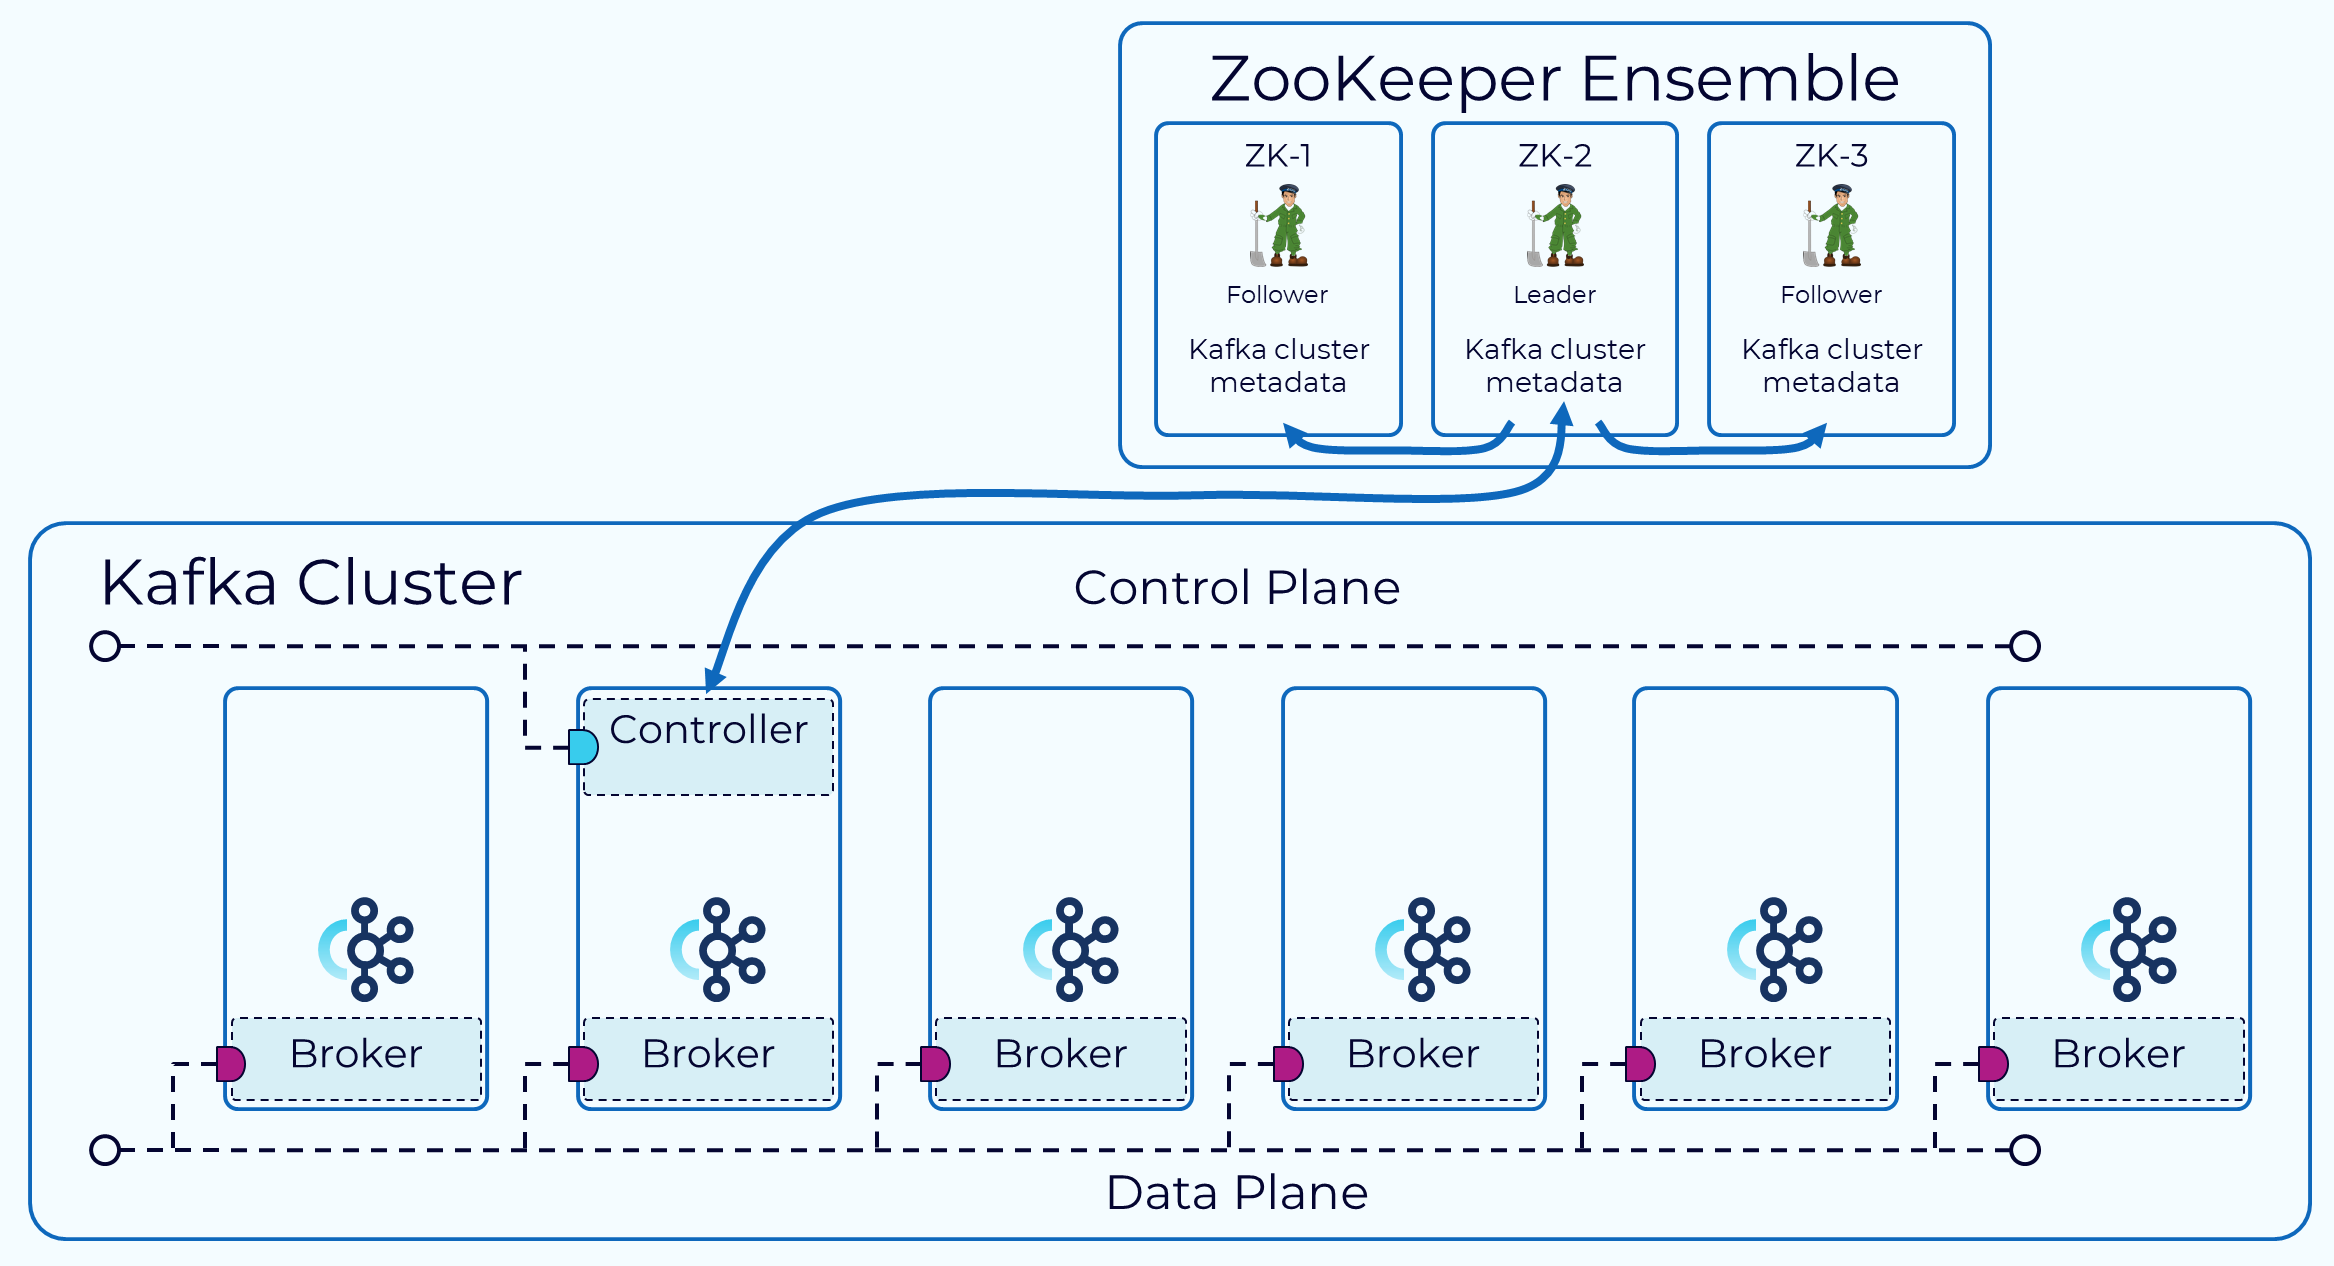 ZooKeeper Ensemble
ZK-1
ZK-2
ZK-3
Follower
Leader
Follower
Kafka cluster
metadata
Kafka cluster
metadata
Kafka cluster
metadata
Kafka Cluster
Control Plane
Controller
Broker
Broker
Broker
Broker
Broker
Broker
Data Plane